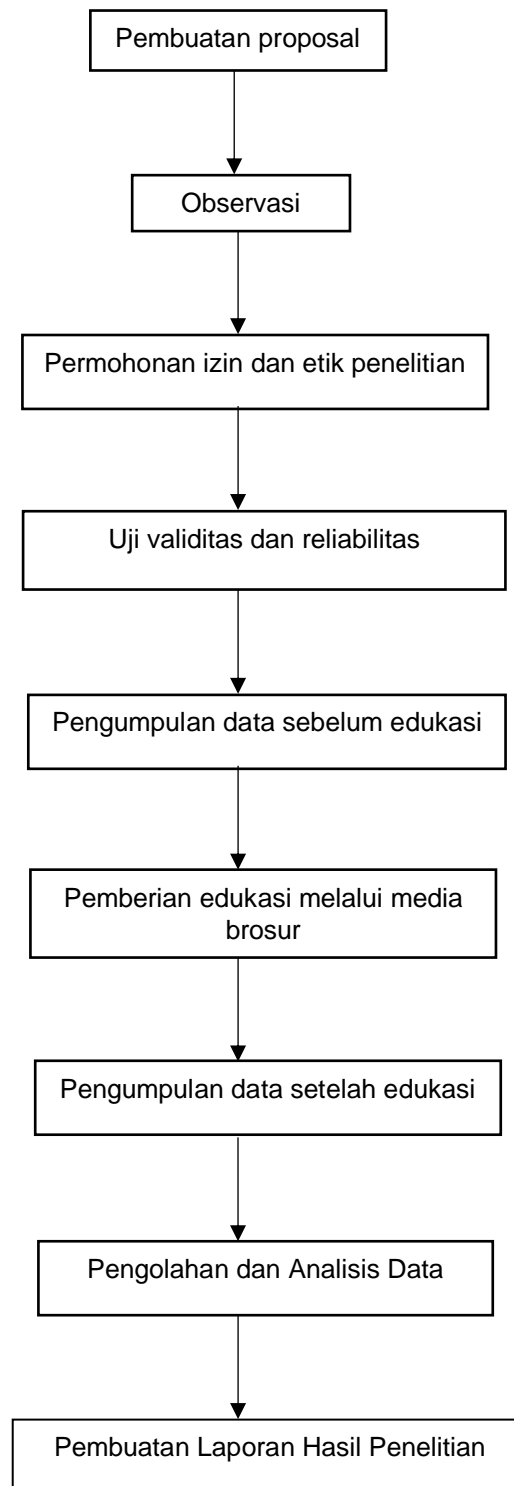 Pembuatan proposal
Observasi
Permohonan izin dan etik penelitian
Uji validitas dan reliabilitas
Pengumpulan data sebelum edukasi
Pemberian edukasi melalui media
brosur
Pengumpulan data setelah edukasi
Pengolahan dan Analisis Data
Pembuatan Laporan Hasil Penelitian